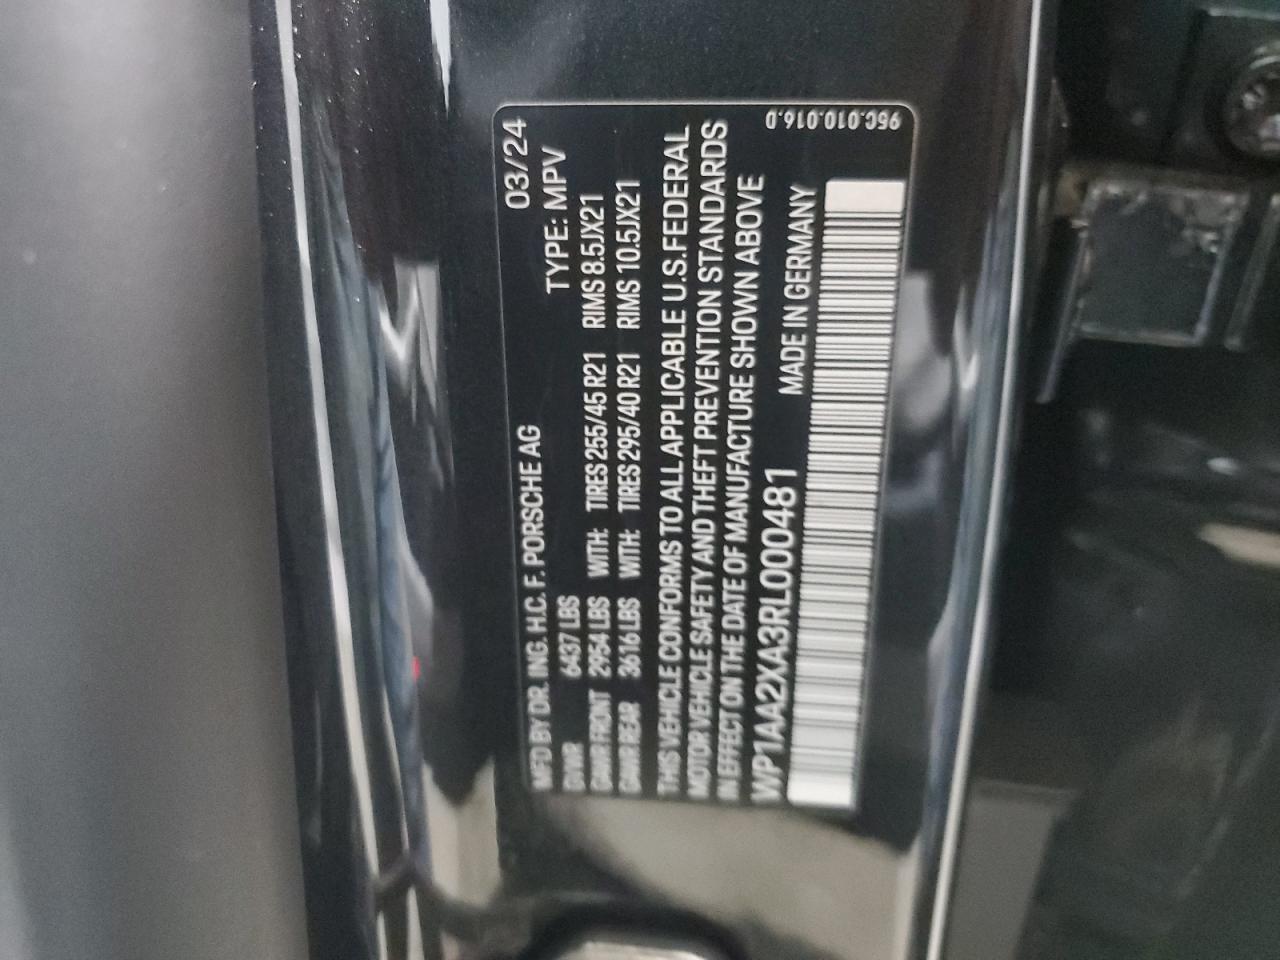 MFD BY DR. ING. H.C. F. PORSCHE AG 03/24
GVWR 6437 LBS TYPE: MPV
GAWR FRONT 2954 LBS WITH: TIRES 255/45 R21 RIMS 8.5JX21
GAWR REAR 3616 LBS WITH: TIRES 295/40 R21 RIMS 10.5JX21
THIS VEHICLE CONFORMS TO ALL APPLICABLE U.S.FEDERAL
MOTOR VEHICLE SAFETY AND THEFT PREVENTION STANDARDS
IN EFFECT ON THE DATE OF MANUFACTURE SHOWN ABOVE
WP1AA2XA3RL000481 MADE IN GERMANY
95C.010.016.D